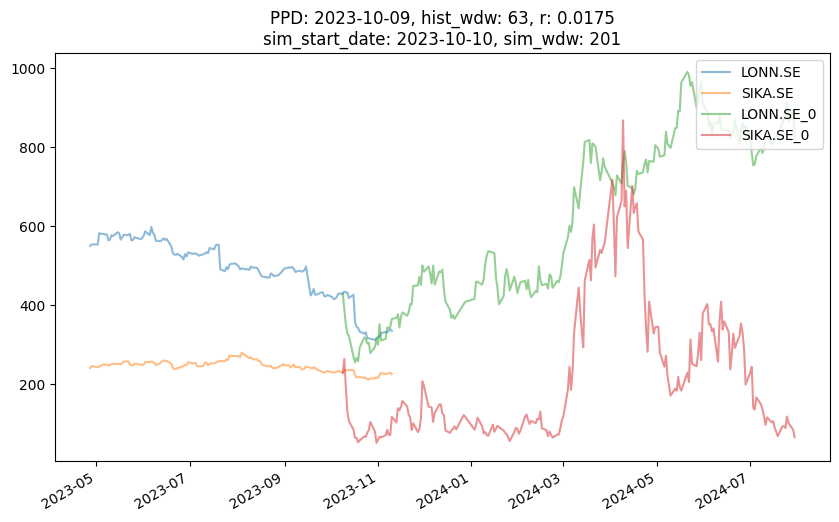 PPD: 2023-10-09, hist_wdw: 63, r: 0.0175
sim_start_date: 2023-10-10, sim_wdw: 201
LONN.SE
SIKA.SE
LONN.SE_0
SIKA.SE_0
1000
800
600
400
200
2023-05
2023-07
2023-09
2023-11
2024-01
2024-03
2024-05
2024-07